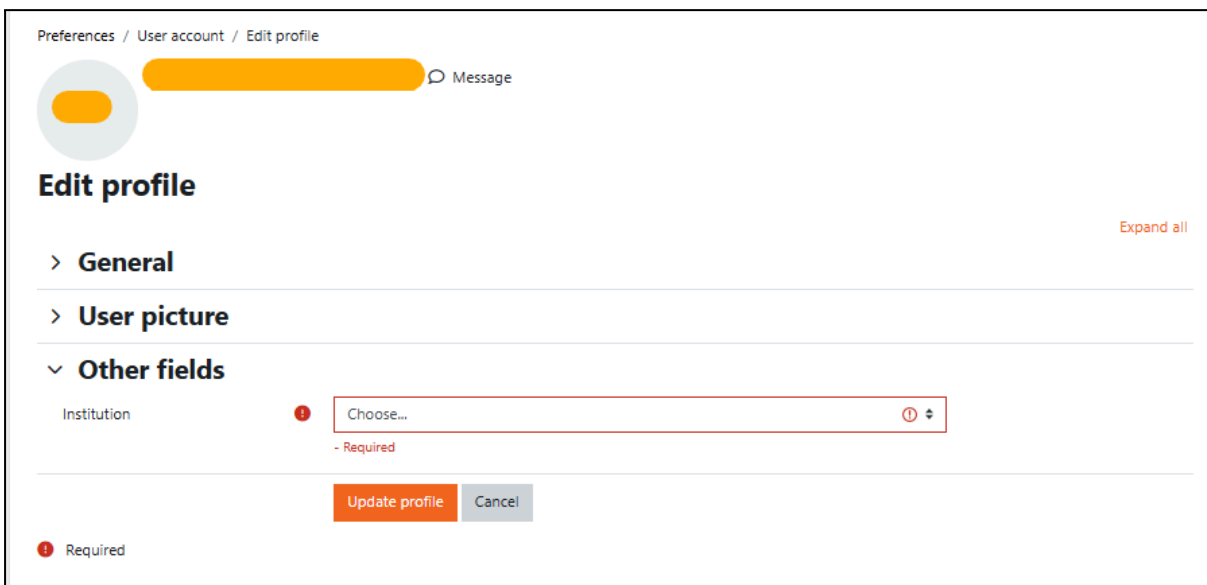 Preferences / User account / Edit profile
Message
Edit profile
Expand all
General
User picture
Other fields
Institution Choose...
- Required
Update profile Cancel
Required